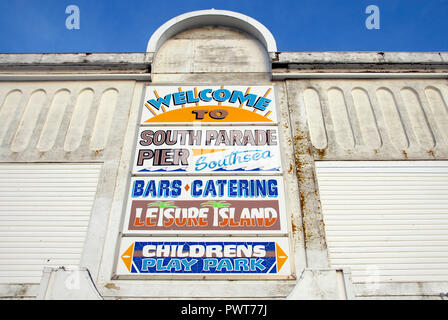 WELCOME
TO
SOUTH PARADE
PIER Southsea
BARS • CATERING
LEISURE ISLAND
CHILDRENS
PLAY PARK